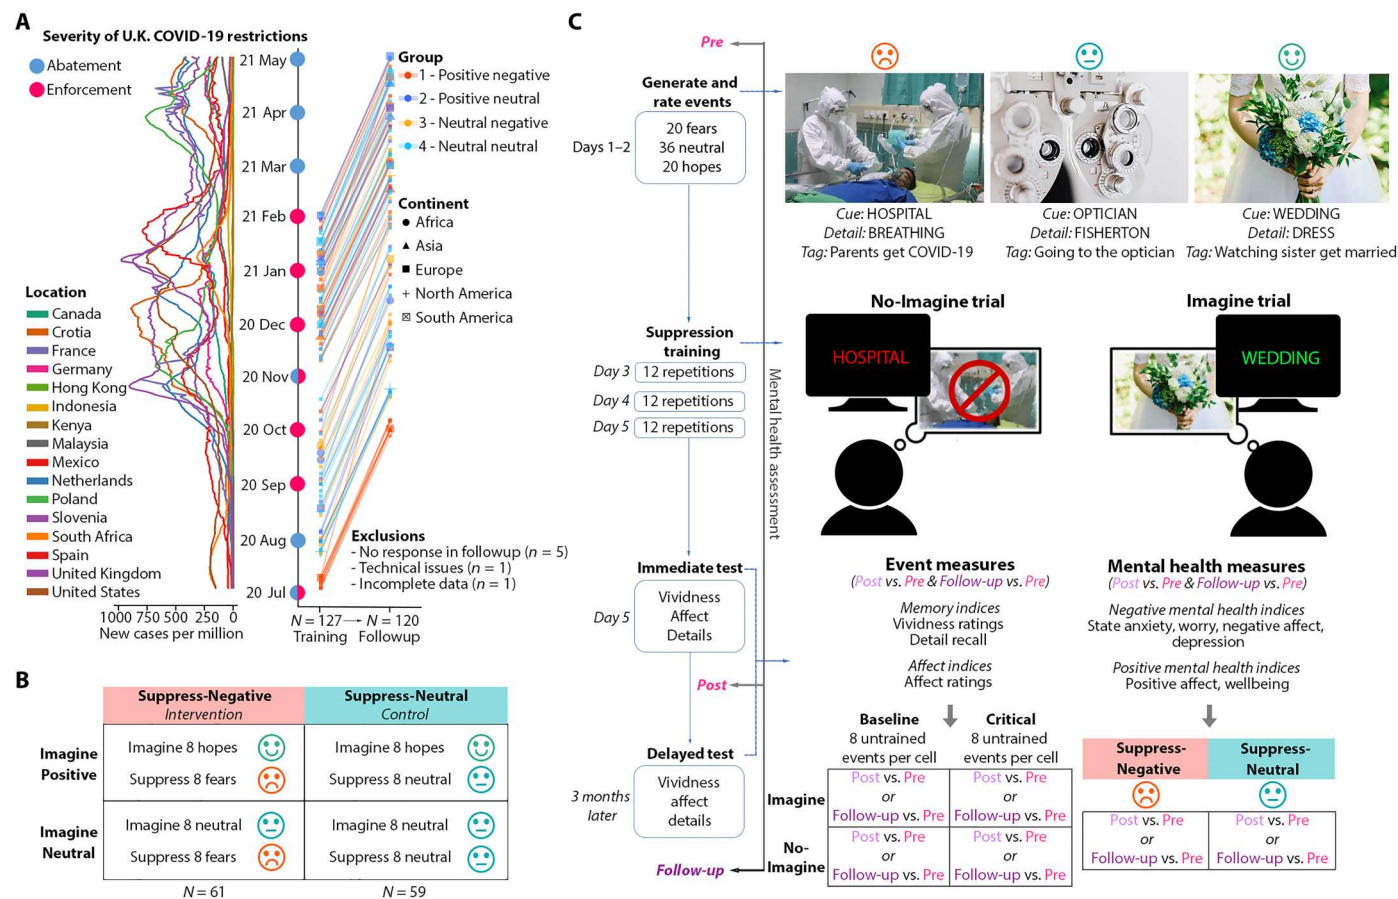 A
Severity of U.K. COVID-19 restrictions
Abatement
Enforcement
21 May
21 Apr
21 Mar
21 Feb
21 Jan
20 Dec
20 Nov
20 Oct
20 Sep
20 Aug
20 Jul
Group
1 - Positive negative
2 - Positive neutral
3 - Neutral negative
4 - Neutral neutral
Continent
Africa
Asia
Europe
North America
South America
Location
Canada
Crotia
France
Germany
Hong Kong
Indonesia
Kenya
Malaysia
Mexico
Netherlands
Poland
Slovenia
South Africa
Spain
United Kingdom
United States
1000 750 500 250 0
New cases per million
Exclusions
- No response in followup (n = 5)
- Technical issues (n = 1)
- Incomplete data (n = 1)
N = 127 → N = 120
Training Followup
B
Suppress-Negative
Intervention
Suppress-Neutral
Control
Imagine
Positive
Imagine 8 hopes
Suppress 8 fears
Imagine 8 hopes
Suppress 8 neutral
Imagine
Neutral
Imagine 8 neutral
Suppress 8 fears
Imagine 8 neutral
Suppress 8 neutral
N = 61
N = 59
C
Pre
Generate and
rate events
Days 1–2
20 fears
36 neutral
20 hopes
Suppression
training
Day 3 12 repetitions
Day 4 12 repetitions
Day 5 12 repetitions
Mental health assessment
Immediate test
Day 5
Vividness
Affect
Details
Post
Delayed test
3 months
later
Vividness
affect
details
Follow-up
Cue: HOSPITAL
Detail: BREATHING
Tag: Parents get COVID-19
Cue: OPTICIAN
Detail: FISHERTON
Tag: Going to the optician
Cue: WEDDING
Detail: DRESS
Tag: Watching sister get married
No-Imagine trial
HOSPITAL
Imagine trial
WEDDING
Event measures
(Post vs. Pre & Follow-up vs. Pre)
Memory indices
Vividness ratings
Detail recall
Affect indices
Affect ratings
Mental health measures
(Post vs. Pre & Follow-up vs. Pre)
Negative mental health indices
State anxiety, worry, negative affect,
depression
Positive mental health indices
Positive affect, wellbeing
Baseline
8 untrained
events per cell
Critical
8 untrained
events per cell
Imagine
Post vs. Pre
or
Follow-up vs. Pre
Post vs. Pre
or
Follow-up vs. Pre
No-
Imagine
Post vs. Pre
or
Follow-up vs. Pre
Post vs. Pre
or
Follow-up vs. Pre
Suppress-
Negative
Suppress-
Neutral
Post vs. Pre
or
Follow-up vs. Pre
Post vs. Pre
or
Follow-up vs. Pre